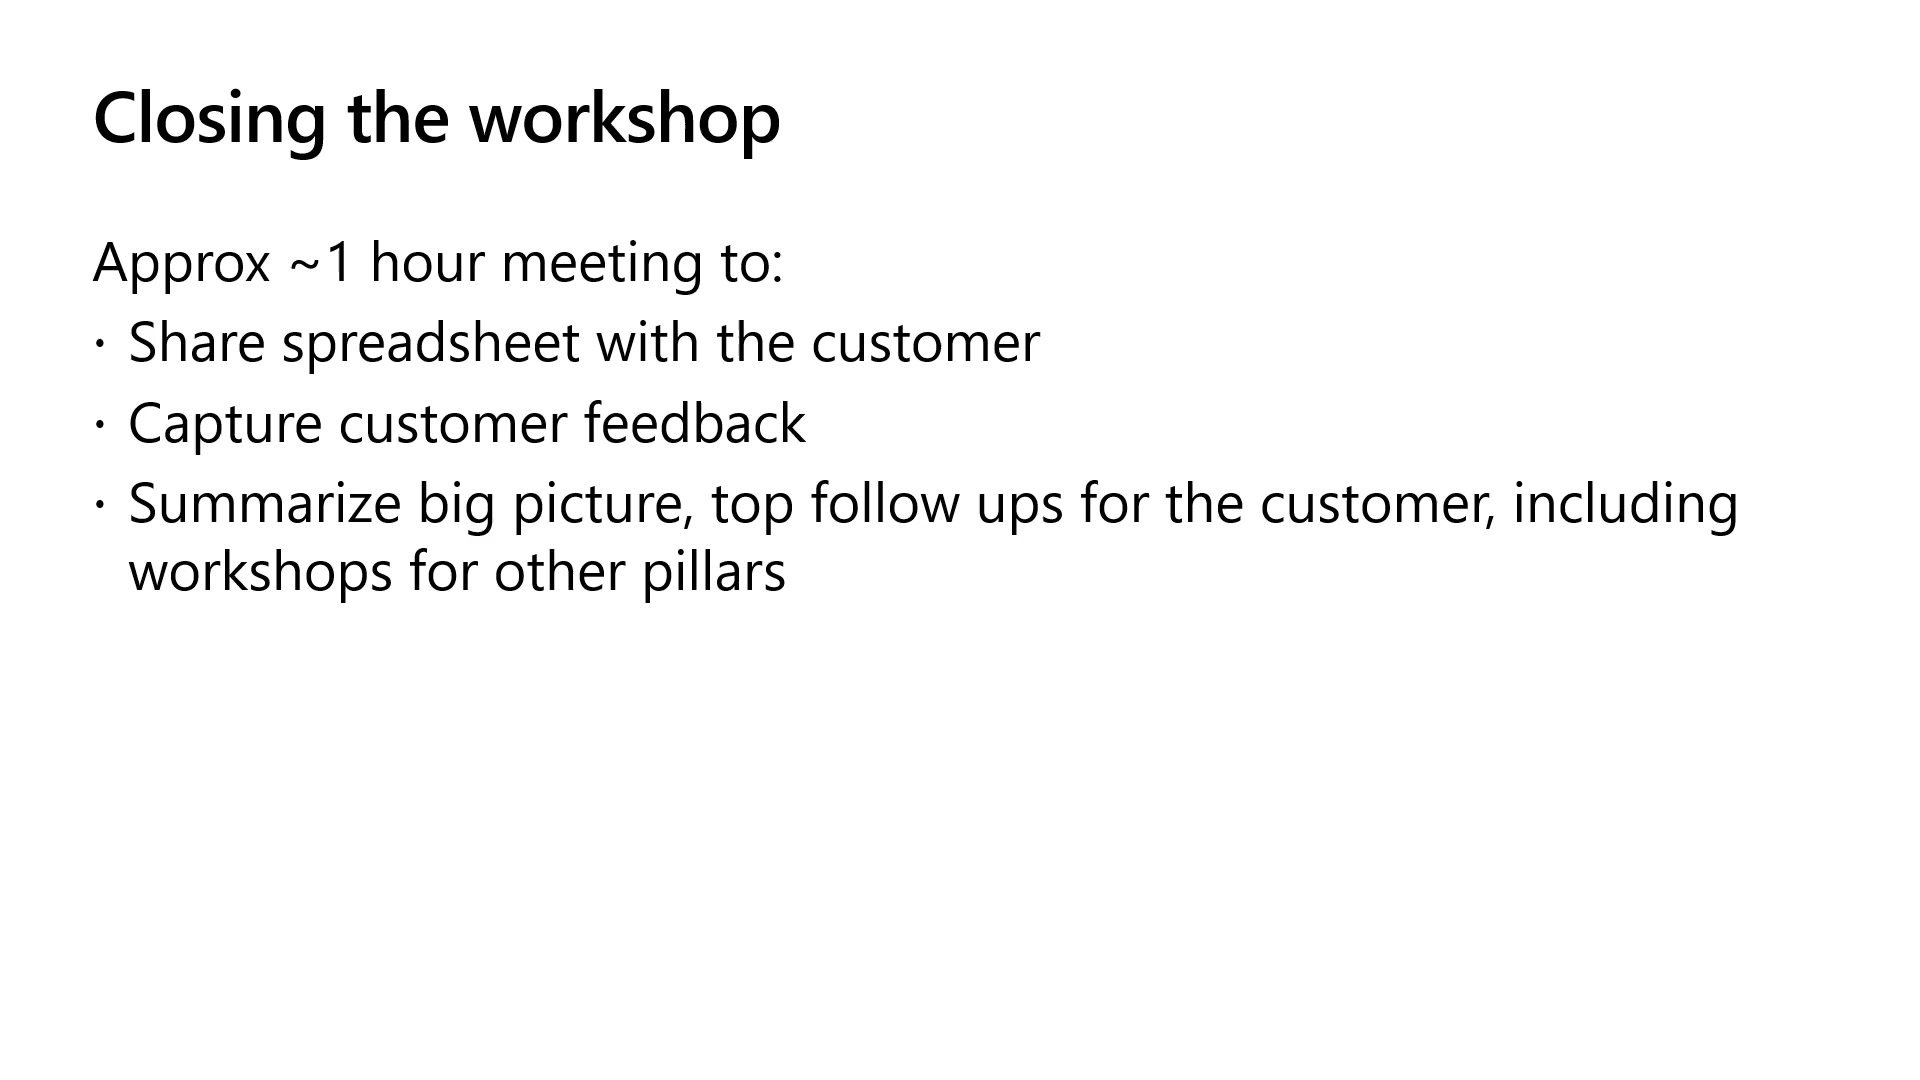 Closing the workshop
Approx ~1 hour meeting to:
· Share spreadsheet with the customer
· Capture customer feedback
· Summarize big picture, top follow ups for the customer, including
workshops for other pillars